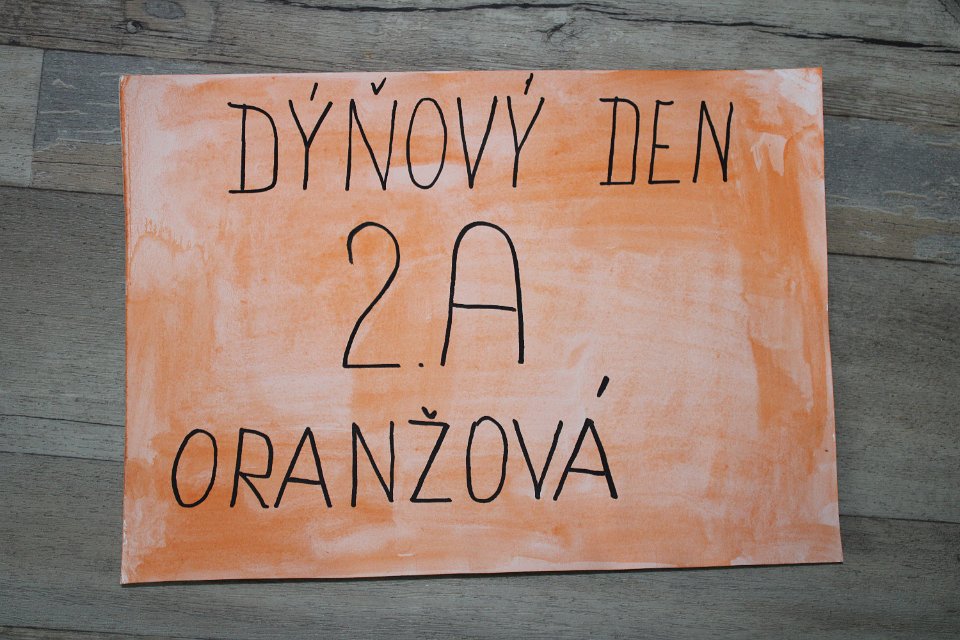 DÝŇOVÝ DEN
2.A
ORANŽOVÁ